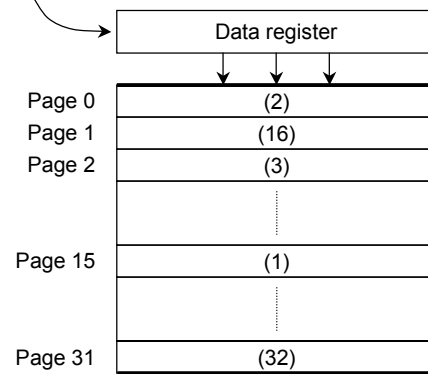 Data register
Page 0 (2)
Page 1 (16)
Page 2 (3)
Page 15 (1)
Page 31 (32)